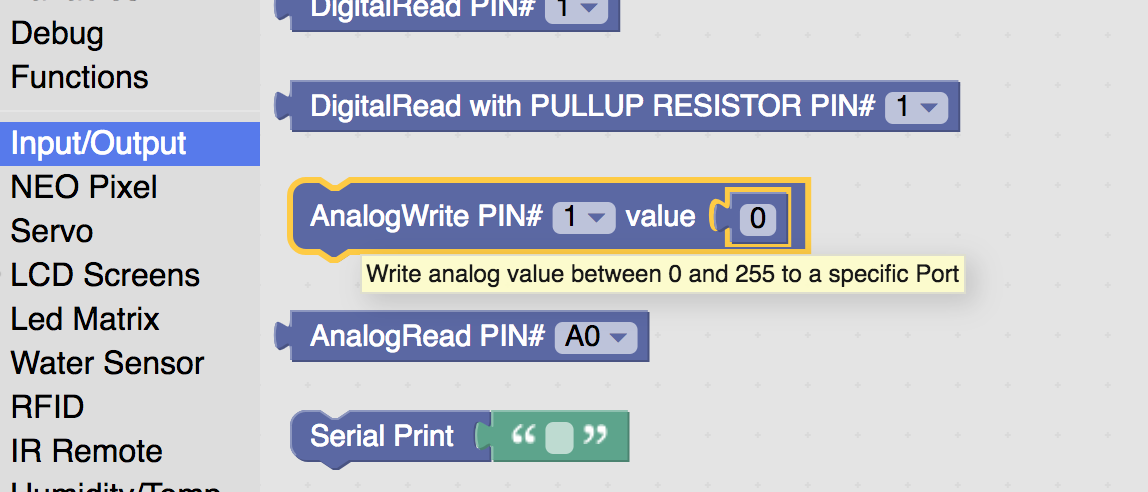 DigitalRead PIN# 1
Debug
Functions
DigitalRead with PULLUP RESISTOR PIN# 1
Input/Output
NEO Pixel
AnalogWrite PIN# 1 value 0
Servo
Write analog value between 0 and 255 to a specific Port
LCD Screens
Led Matrix
AnalogRead PIN# A0
Water Sensor
RFID
Serial Print “ ”
IR Remote
Humidity/Temp